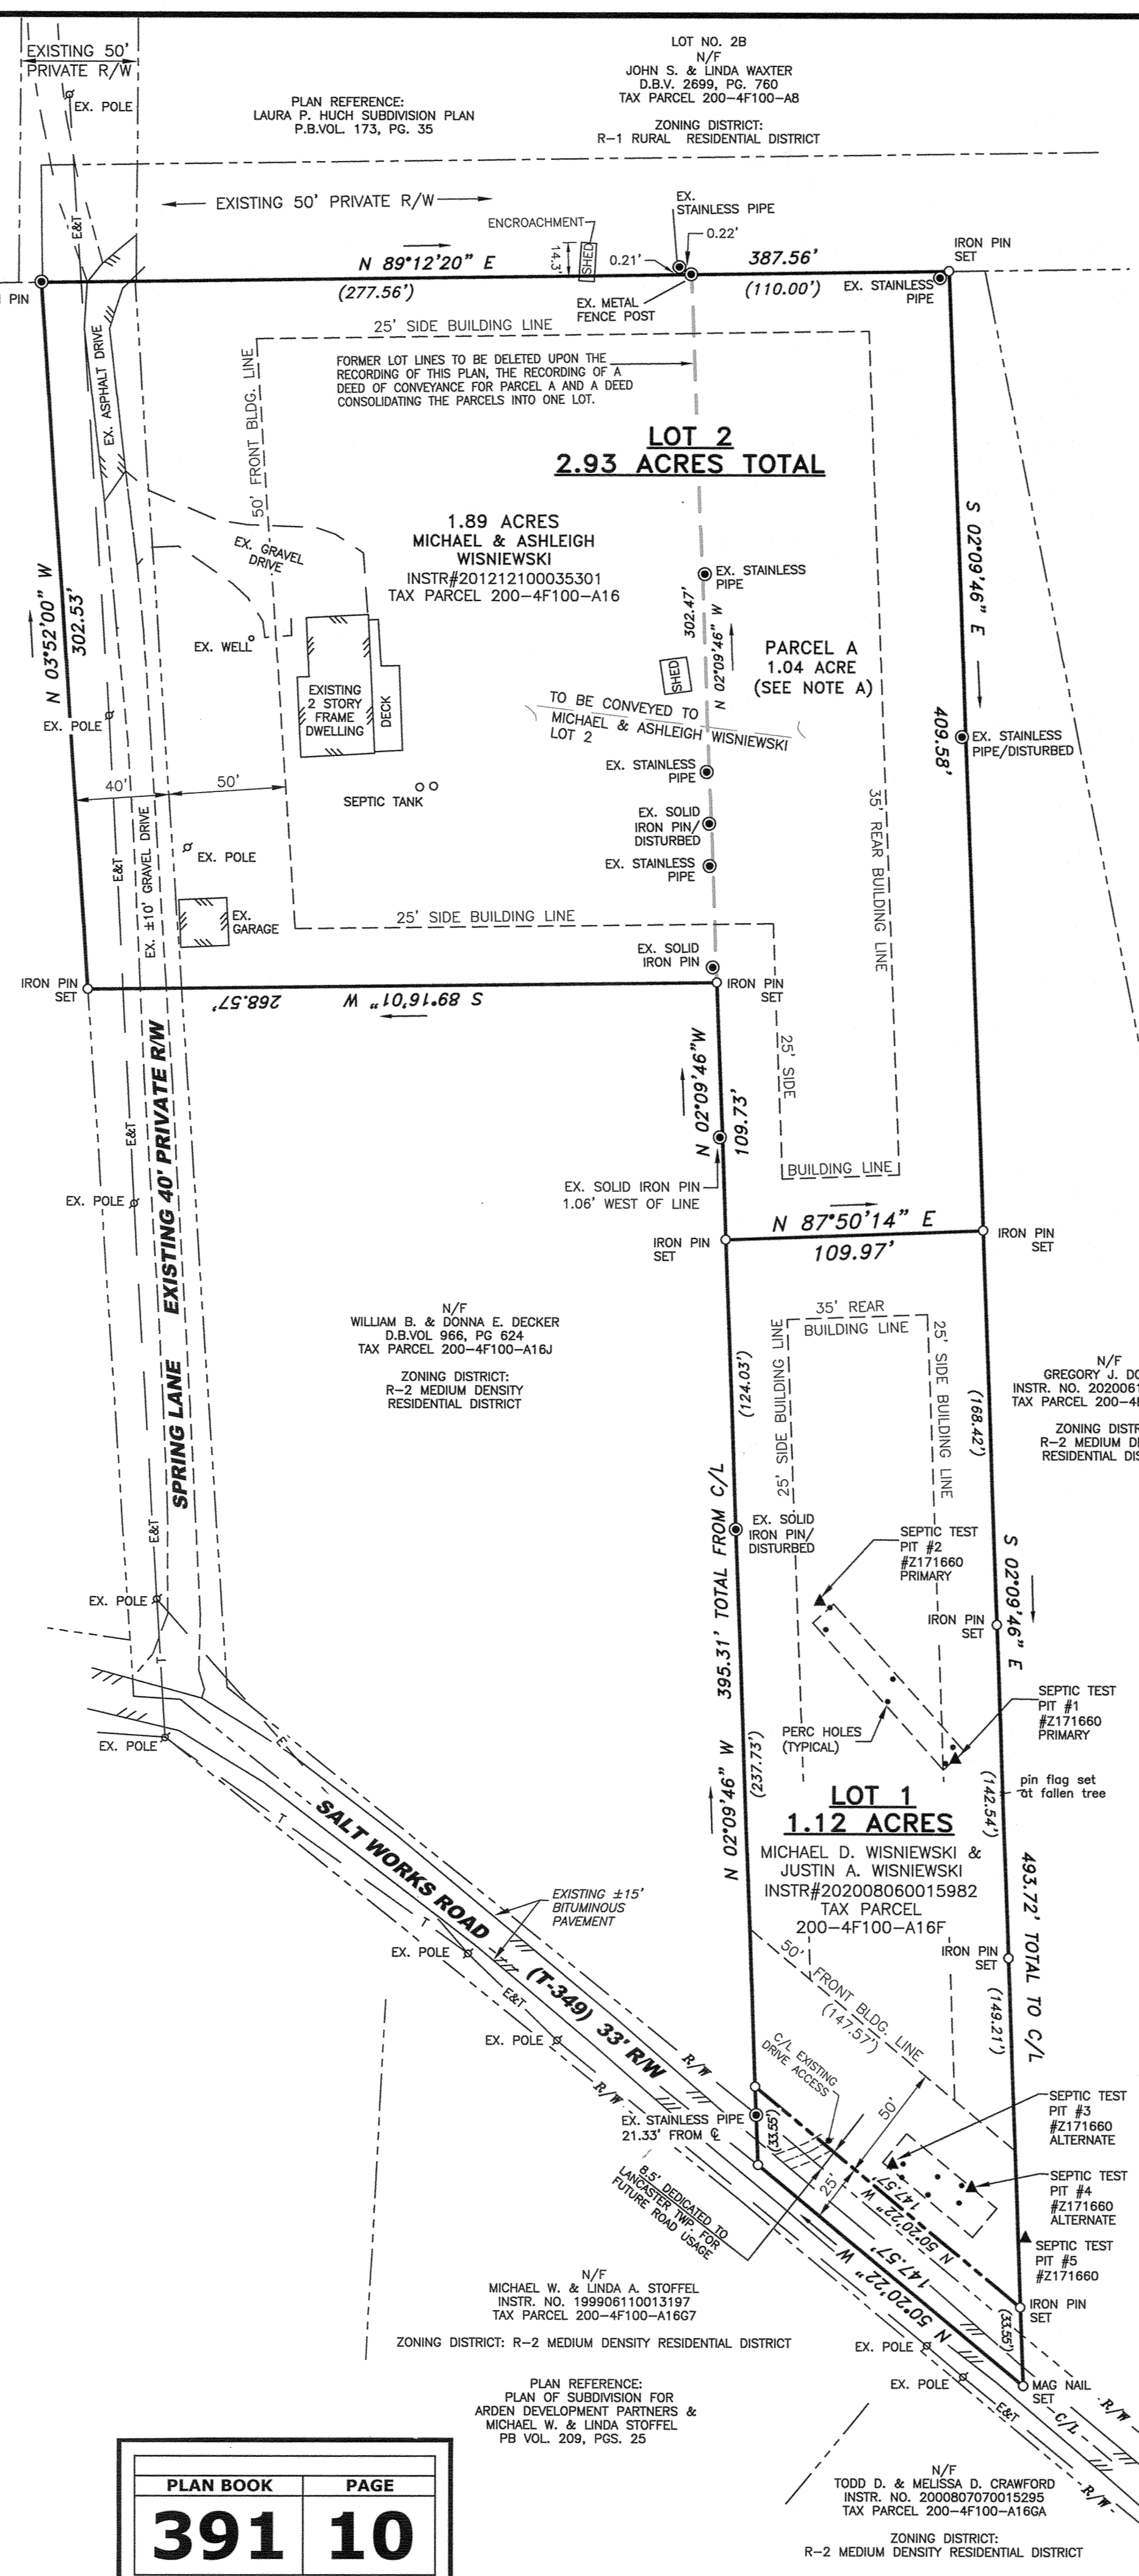 EXISTING 50'
PRIVATE R/W
EX. POLE
PLAN REFERENCE:
LAURA P. HUCH SUBDIVISION PLAN
P.B.VOL. 173, PG. 35
LOT NO. 2B
N/F
JOHN S. & LINDA WAXTER
D.B.V. 2699, PG. 760
TAX PARCEL 200-4F100-A8
ZONING DISTRICT:
R-1 RURAL RESIDENTIAL DISTRICT
EXISTING 50' PRIVATE R/W
ENCROACHMENT
14.3'
SHED
EX.
STAINLESS PIPE
0.22'
0.21'
N 89°12'20" E
387.56'
(277.56')
(110.00')
EX. METAL
FENCE POST
IRON PIN
SET
EX. STAINLESS
PIPE
PIN
E&T
EX. ASPHALT DRIVE
25' SIDE BUILDING LINE
50' FRONT BLDG. LINE
FORMER LOT LINES TO BE DELETED UPON THE
RECORDING OF THIS PLAN, THE RECORDING OF A
DEED OF CONVEYANCE FOR PARCEL A AND A DEED
CONSOLIDATING THE PARCELS INTO ONE LOT.
LOT 2
2.93 ACRES TOTAL
1.89 ACRES
MICHAEL & ASHLEIGH
WISNIEWSKI
INSTR#201212100035301
TAX PARCEL 200-4F100-A16
EX. GRAVEL
DRIVE
EX. WELL
EXISTING
2 STORY
FRAME
DWELLING
DECK
SEPTIC TANK
N 03°52'00" W
302.53'
EX. POLE
40'
50'
EX. ±10' GRAVEL DRIVE
E&T
EX. POLE
EX.
GARAGE
EX. STAINLESS
PIPE
302.47'
N 02°09'46" W
SHED
PARCEL A
1.04 ACRE
(SEE NOTE A)
TO BE CONVEYED TO
MICHAEL & ASHLEIGH WISNIEWSKI
LOT 2
EX. STAINLESS
PIPE
EX. SOLID
IRON PIN/
DISTURBED
EX. STAINLESS
PIPE
EX. SOLID
IRON PIN
S 02°09'46" E
409.58'
EX. STAINLESS
PIPE/DISTURBED
35' REAR BUILDING LINE
25' SIDE BUILDING LINE
IRON PIN
SET
S 89°16'01" W
268.57'
IRON PIN
SET
25' SIDE
BUILDING LINE
N 02°09'46"W
109.73'
EX. SOLID IRON PIN
1.06' WEST OF LINE
E&T
EX. POLE
SPRING LANE EXISTING 40' PRIVATE R/W
IRON PIN
SET
N 87°50'14" E
109.97'
IRON PIN
SET
N/F
WILLIAM B. & DONNA E. DECKER
D.B.VOL 966, PG 624
TAX PARCEL 200-4F100-A16J
ZONING DISTRICT:
R-2 MEDIUM DENSITY
RESIDENTIAL DISTRICT
35' REAR
BUILDING LINE
25' SIDE BUILDING LINE
25' SIDE BUILDING LINE
(124.03')
(168.42')
N/F
GREGORY J. DO
INSTR. NO. 2020061
TAX PARCEL 200-4
ZONING DISTR
R-2 MEDIUM DE
RESIDENTIAL DIS
EX. SOLID
IRON PIN/
DISTURBED
SEPTIC TEST
PIT #2
#Z171660
PRIMARY
S 02°09'46" E
IRON PIN
SET
SEPTIC TEST
PIT #1
#Z171660
PRIMARY
PERC HOLES
(TYPICAL)
395.31' TOTAL FROM C/L
N 02°09'46" W
(237.73')
(142.54')
pin flag set
at fallen tree
E&T
EX. POLE
T
EX. POLE
E
T
T
LOT 1
1.12 ACRES
MICHAEL D. WISNIEWSKI &
JUSTIN A. WISNIEWSKI
INSTR#202008060015982
TAX PARCEL
200-4F100-A16F
493.72' TOTAL TO C/L
SALT WORKS ROAD (T-349) 33' R/W
EXISTING ±15'
BITUMINOUS
PAVEMENT
T
EX. POLE
E&T
EX. POLE
R/W
R/W
IRON PIN
SET
(149.21')
50' FRONT BLDG. LINE
(147.57')
C/L EXISTING
DRIVE ACCESS
50'
25'
EX. STAINLESS PIPE
21.33' FROM ℄
(33.55')
8.5' DEDICATED TO
LANCASTER TWP. FOR
FUTURE ROAD USAGE
N 50°20'22" W
147.57'
N 50°20'22" W
147.57'
SEPTIC TEST
PIT #3
#Z171660
ALTERNATE
SEPTIC TEST
PIT #4
#Z171660
ALTERNATE
SEPTIC TEST
PIT #5
#Z171660
IRON PIN
SET
(33.55')
MAG NAIL
SET
N/F
MICHAEL W. & LINDA A. STOFFEL
INSTR. NO. 199906110013197
TAX PARCEL 200-4F100-A16G7
ZONING DISTRICT: R-2 MEDIUM DENSITY RESIDENTIAL DISTRICT
PLAN REFERENCE:
PLAN OF SUBDIVISION FOR
ARDEN DEVELOPMENT PARTNERS &
MICHAEL W. & LINDA STOFFEL
PB VOL. 209, PGS. 25
EX. POLE
EX. POLE
E&T
C/L
R/W
R/W
N/F
TODD D. & MELISSA D. CRAWFORD
INSTR. NO. 2000807070015295
TAX PARCEL 200-4F100-A16GA
ZONING DISTRICT:
R-2 MEDIUM DENSITY RESIDENTIAL DISTRICT
PLAN BOOK
PAGE
391
10